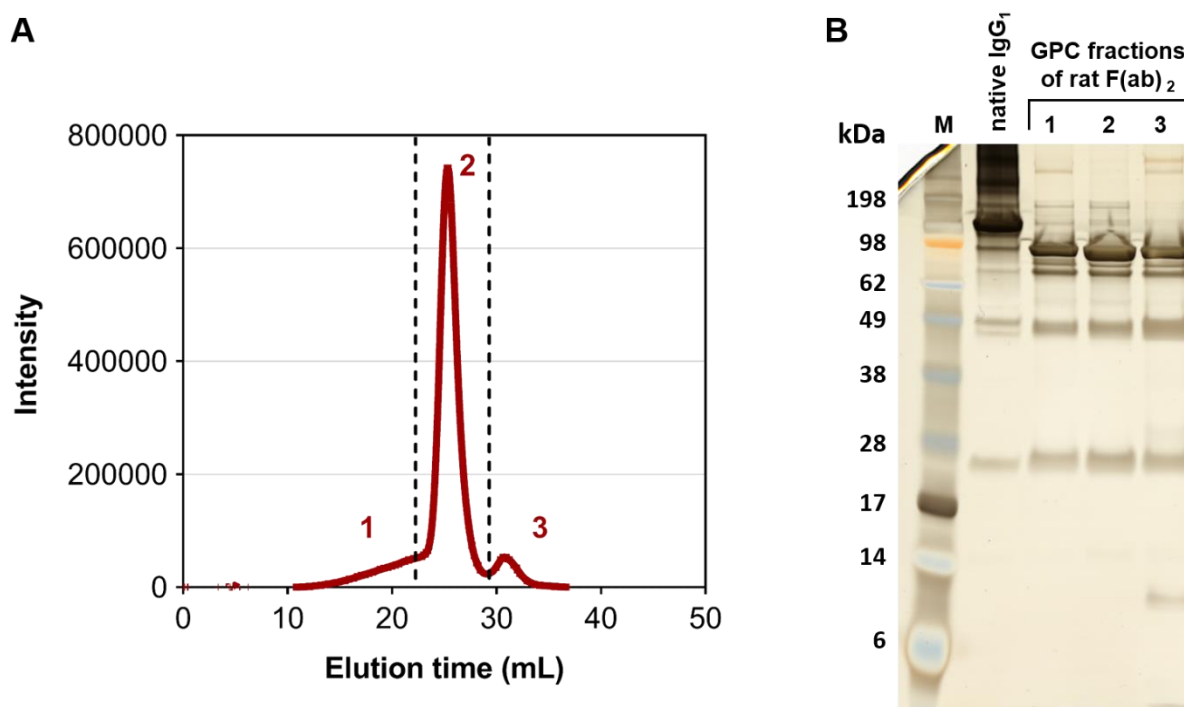 A
Intensity
800000
600000
400000
200000
0
1
2
3
0 10 20 30 40 50
Elution time (mL)
B
native IgG₁
GPC fractions
of rat F(ab)₂
kDa M 1 2 3
198
98
62
49
38
28
17
14
6